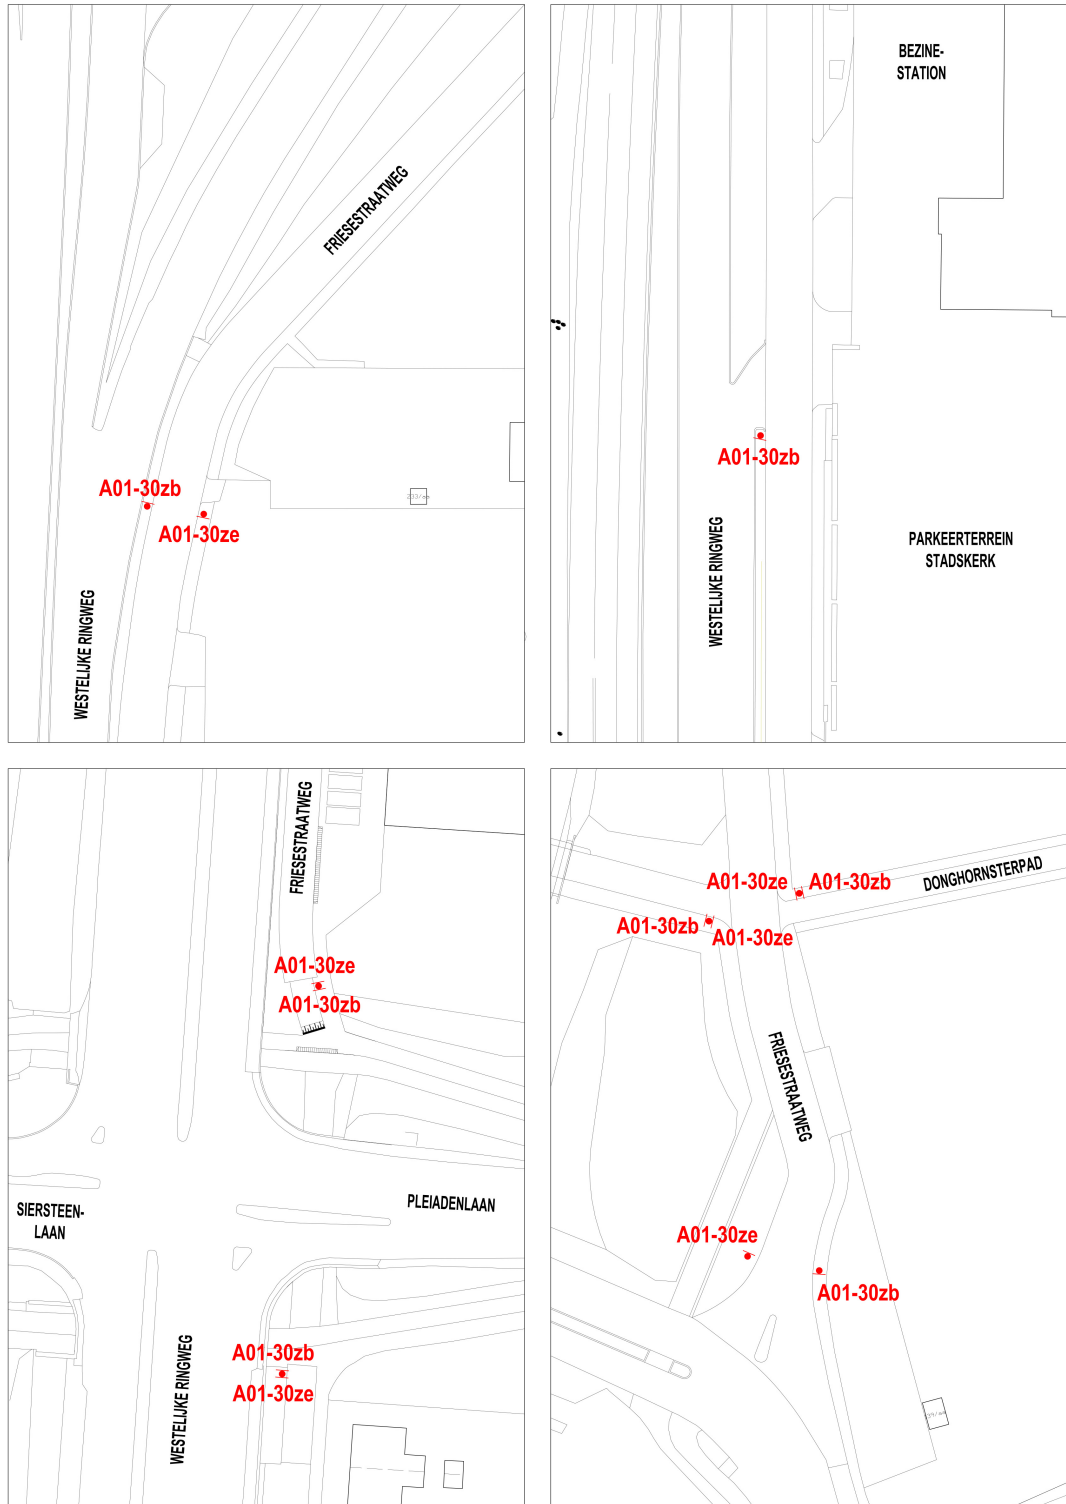 FRIESESTRAATWEG
A01-30zb
A01-30ze
WESTELIJKE RINGWEG
BEZINE-
STATION
A01-30zb
WESTELIJKE RINGWEG
PARKEERTERREIN
STADSKERK
FRIESESTRAATWEG
A01-30ze
A01-30zb
SIERSTEEN-
LAAN
PLEIADENLAAN
A01-30zb
A01-30ze
WESTELIJKE RINGWEG
DONGHORNSTERPAD
A01-30ze
A01-30zb
A01-30zb
A01-30ze
FRIESESTRAATWEG
A01-30ze
A01-30zb